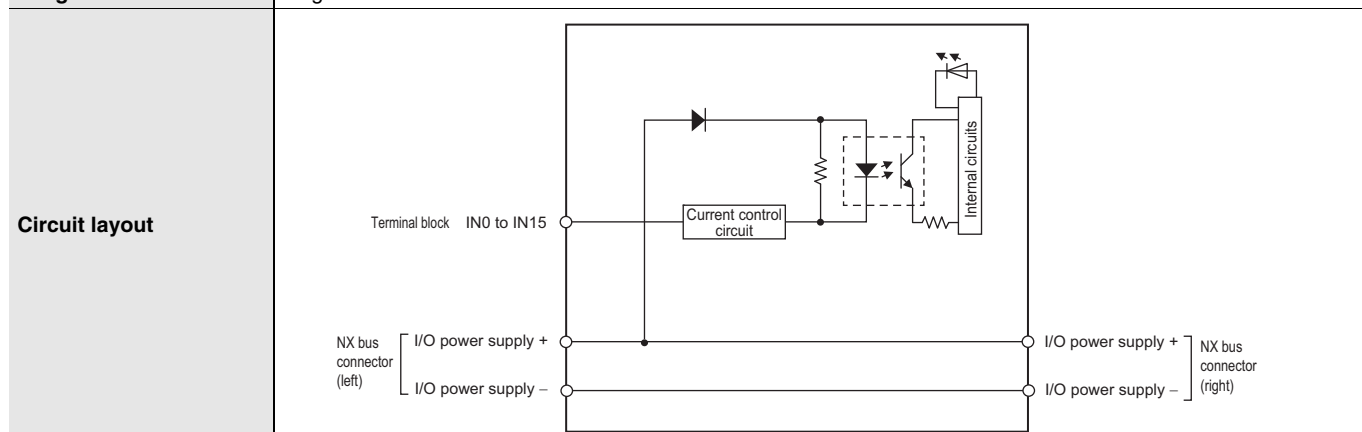 Circuit layout
Terminal block IN0 to IN15
Current control
circuit
Internal circuits
NX bus
connector
(left)
I/O power supply +
I/O power supply –
I/O power supply +
I/O power supply –
NX bus
connector
(right)